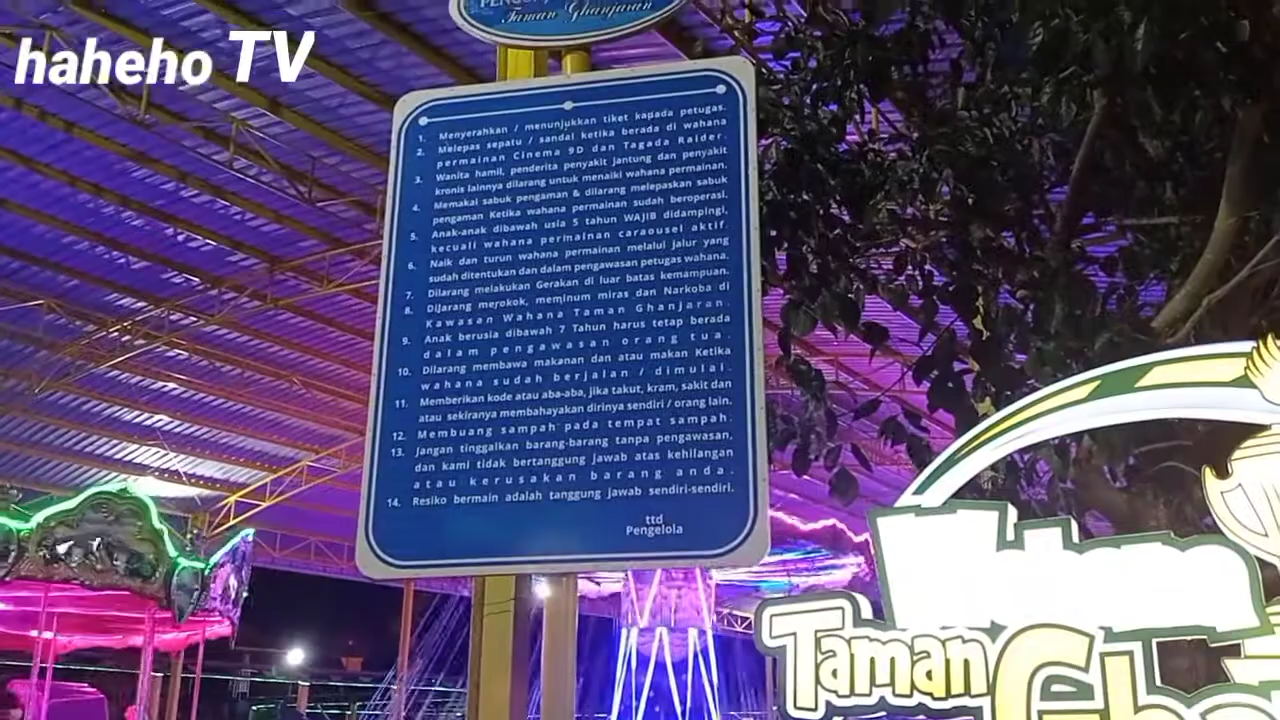 haheho TV
Taman Ghanjaran
1. Menyerahkan / menunjukkan tiket kapada petugas.
2. Melepas sepatu / sandal ketika berada di wahana
permainan Cinema 9D dan Tagada Raider.
3. Wanita hamil, penderita penyakit jantung dan penyakit
kronis lainnya dilarang untuk menaiki wahana permainan.
4. Memakai sabuk pengaman & dilarang melepaskan sabuk
pengaman Ketika wahana permainan sudah beroperasi.
5. Anak-anak dibawah usia 5 tahun WAJIB didampingi,
kecuali wahana permainan caraousel aktif.
6. Naik dan turun wahana permainan melalui jalur yang
sudah ditentukan dan dalam pengawasan petugas wahana.
7. Dilarang melakukan Gerakan di luar batas kemampuan.
8. Dilarang merokok, meminum miras dan Narkoba di
Kawasan Wahana Taman Ghanjaran.
9. Anak berusia dibawah 7 Tahun harus tetap berada
dalam pengawasan orang tua.
10. Dilarang membawa makanan dan atau makan Ketika
wahana sudah berjalan / dimulai.
11. Memberikan kode atau aba-aba, jika takut, kram, sakit dan
atau sekiranya membahayakan dirinya sendiri / orang lain.
12. Membuang sampah pada tempat sampah.
13. Jangan tinggalkan barang-barang tanpa pengawasan,
dan kami tidak bertanggung jawab atas kehilangan
atau kerusakan barang anda.
14. Resiko bermain adalah tanggung jawab sendiri-sendiri.
ttd
Pengelola
Taman